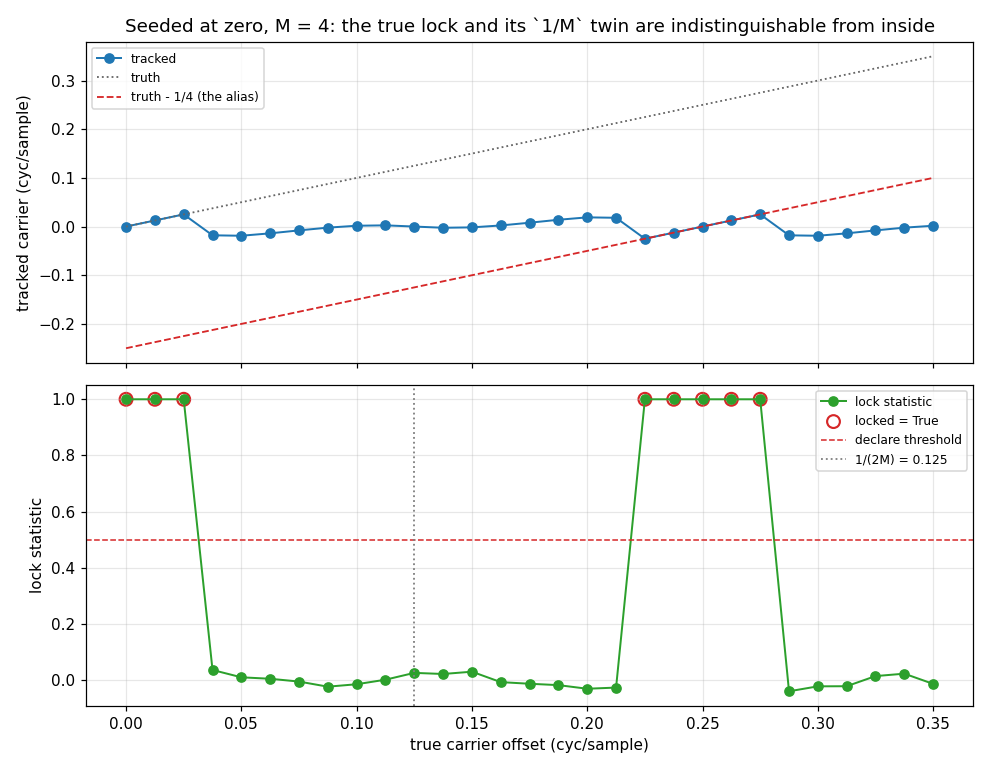 Seeded at zero, M = 4: the true lock and its `1/M` twin are indistinguishable from inside
tracked
truth
truth - 1/4 (the alias)
tracked carrier (cyc/sample)
0.3
0.2
0.1
0.0
−0.1
−0.2
lock statistic
locked = True
declare threshold
1/(2M) = 0.125
lock statistic
1.0
0.8
0.6
0.4
0.2
0.0
0.00 0.05 0.10 0.15 0.20 0.25 0.30 0.35
true carrier offset (cyc/sample)